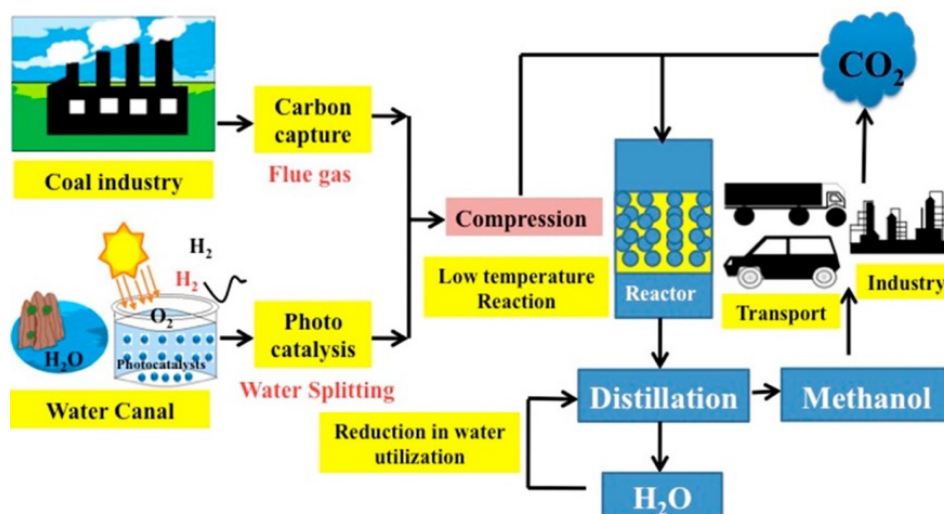 Coal industry
Carbon
capture
Flue gas
H₂
H₂
O₂
H₂O
Photocatalysts
Water Canal
Photo
catalysis
Water Splitting
Compression
Low temperature
Reaction
Reactor
CO₂
Transport
Industry
Distillation
Methanol
Reduction in water
utilization
H₂O